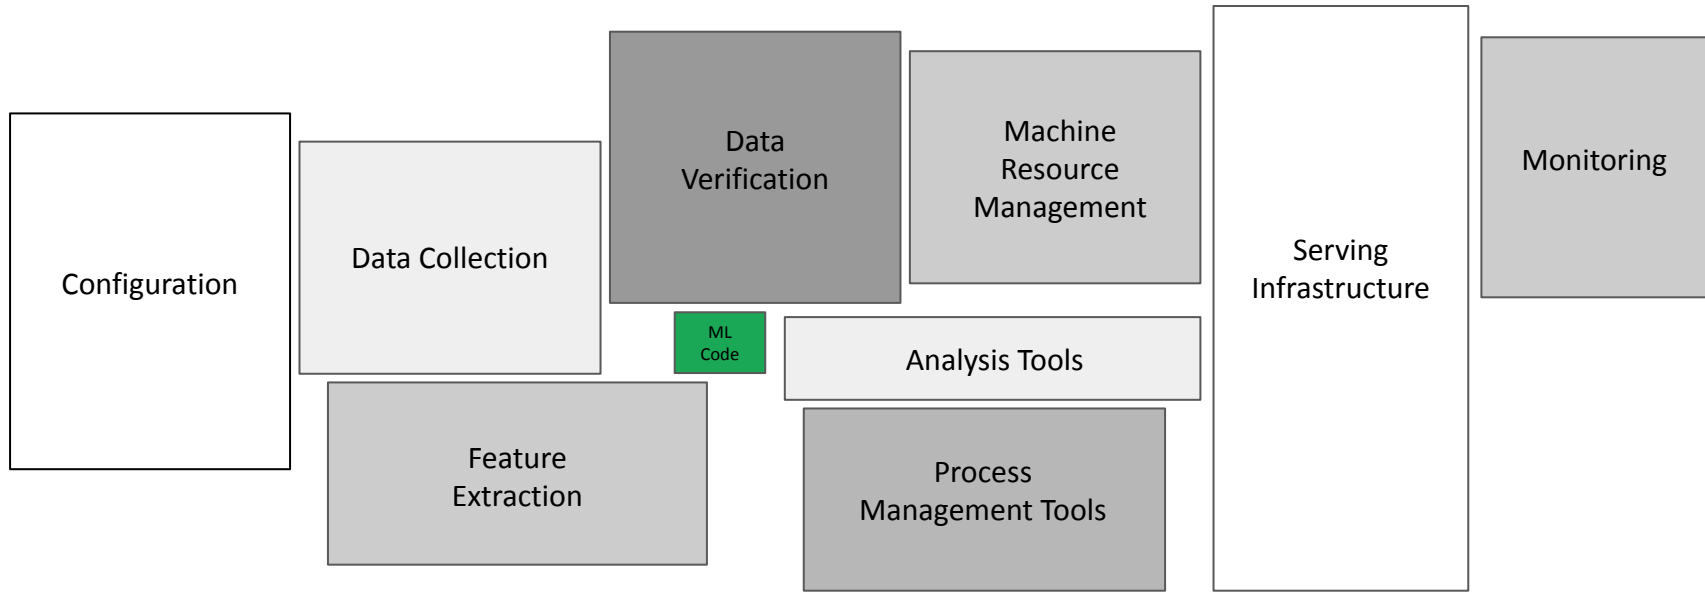 Configuration
Data Collection
Feature
Extraction
Data
Verification
ML
Code
Machine
Resource
Management
Analysis Tools
Process
Management Tools
Serving
Infrastructure
Monitoring